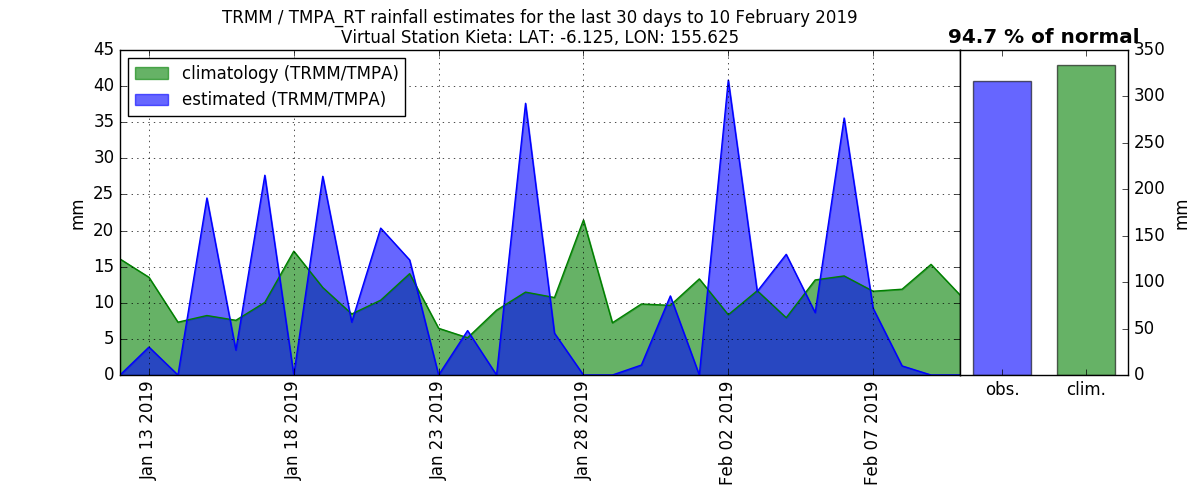 TRMM / TMPA_RT rainfall estimates for the last 30 days to 10 February 2019
Virtual Station Kieta: LAT: -6.125, LON: 155.625
94.7 % of normal
climatology (TRMM/TMPA)
estimated (TRMM/TMPA)
45
40
35
30
25
20
15
10
5
0
mm
Jan 13 2019
Jan 18 2019
Jan 23 2019
Jan 28 2019
Feb 02 2019
Feb 07 2019
obs.
clim.
350
300
250
200
150
100
50
0
mm